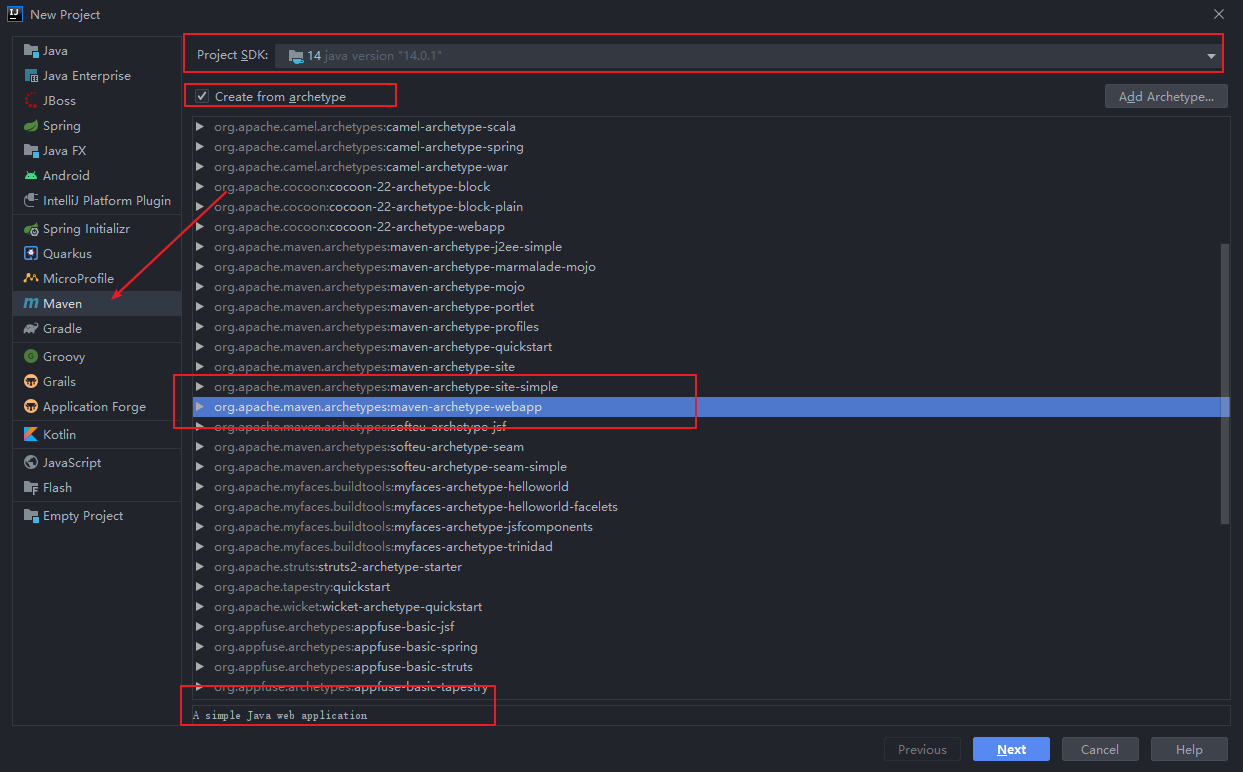 New Project
Java
Java Enterprise
JBoss
Spring
Java FX
Android
IntelliJ Platform Plugin
Spring Initializr
Quarkus
MicroProfile
Maven
Gradle
Groovy
Grails
Application Forge
Kotlin
JavaScript
Flash
Empty Project
Project SDK: 14 java version "14.0.1"
Create from archetype
Add Archetype...
org.apache.camel.archetypes:camel-archetype-scala
org.apache.camel.archetypes:camel-archetype-spring
org.apache.camel.archetypes:camel-archetype-war
org.apache.cocoon:cocoon-22-archetype-block
org.apache.cocoon:cocoon-22-archetype-block-plain
org.apache.cocoon:cocoon-22-archetype-webapp
org.apache.maven.archetypes:maven-archetype-j2ee-simple
org.apache.maven.archetypes:maven-archetype-marmalade-mojo
org.apache.maven.archetypes:maven-archetype-mojo
org.apache.maven.archetypes:maven-archetype-portlet
org.apache.maven.archetypes:maven-archetype-profiles
org.apache.maven.archetypes:maven-archetype-quickstart
org.apache.maven.archetypes:maven-archetype-site
org.apache.maven.archetypes:maven-archetype-site-simple
org.apache.maven.archetypes:maven-archetype-webapp
org.apache.maven.archetypes:softeu-archetype-jsf
org.apache.maven.archetypes:softeu-archetype-seam
org.apache.maven.archetypes:softeu-archetype-seam-simple
org.apache.myfaces.buildtools:myfaces-archetype-helloworld
org.apache.myfaces.buildtools:myfaces-archetype-helloworld-facelets
org.apache.myfaces.buildtools:myfaces-archetype-jsfcomponents
org.apache.myfaces.buildtools:myfaces-archetype-trinidad
org.apache.struts:struts2-archetype-starter
org.apache.tapestry:quickstart
org.apache.wicket:wicket-archetype-quickstart
org.appfuse.archetypes:appfuse-basic-jsf
org.appfuse.archetypes:appfuse-basic-spring
org.appfuse.archetypes:appfuse-basic-struts
org.appfuse.archetypes:appfuse-basic-tapestry
A simple Java web application
Previous
Next
Cancel
Help